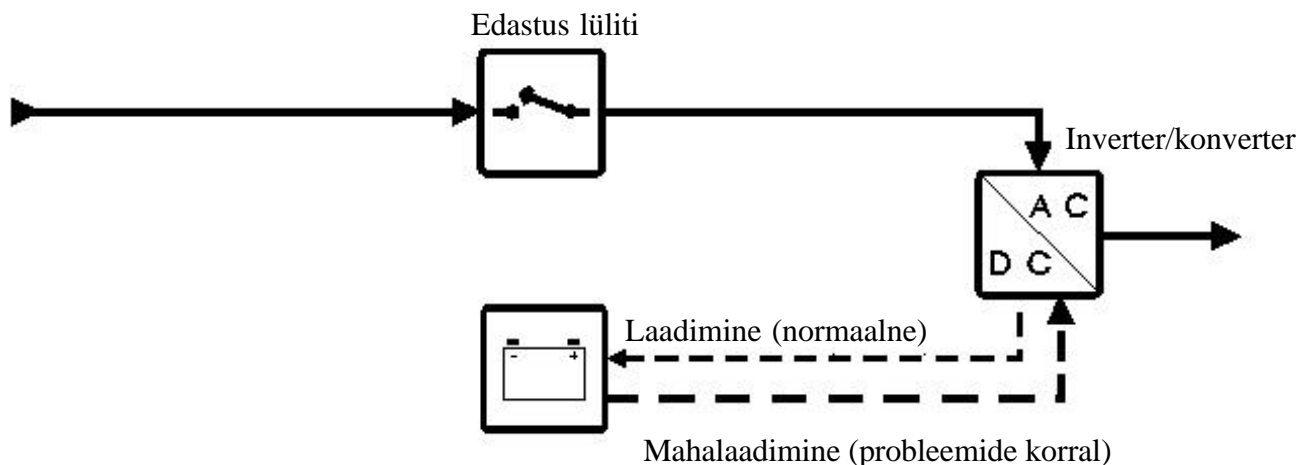 Edastus lüliti
Inverter/konverter
A C
D C
Laadimine (normaalne)
- +
Mahalaadimine (probleemide korral)